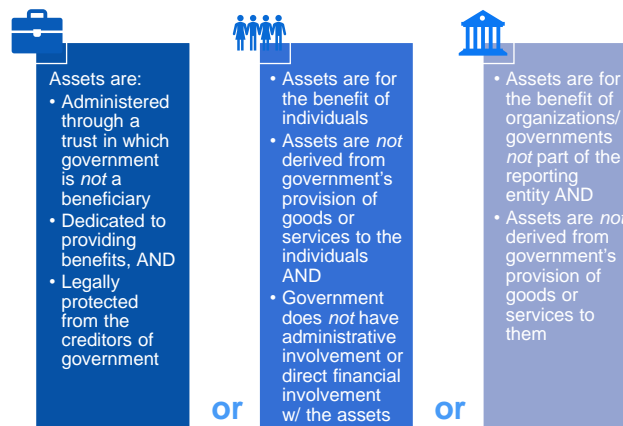 Assets are:
• Administered
through a
trust in which
government
is not a
beneficiary
• Dedicated to
providing
benefits, AND
• Legally
protected
from the
creditors of
government
or
• Assets are for
the benefit of
individuals
• Assets are not
derived from
government's
provision of
goods or
services to the
individuals
AND
• Government
does not have
administrative
involvement or
direct financial
involvement
w/ the assets
or
• Assets are for
the benefit of
organizations/
governments
not part of the
reporting
entity AND
• Assets are not
derived from
government's
provision of
goods or
services to
them